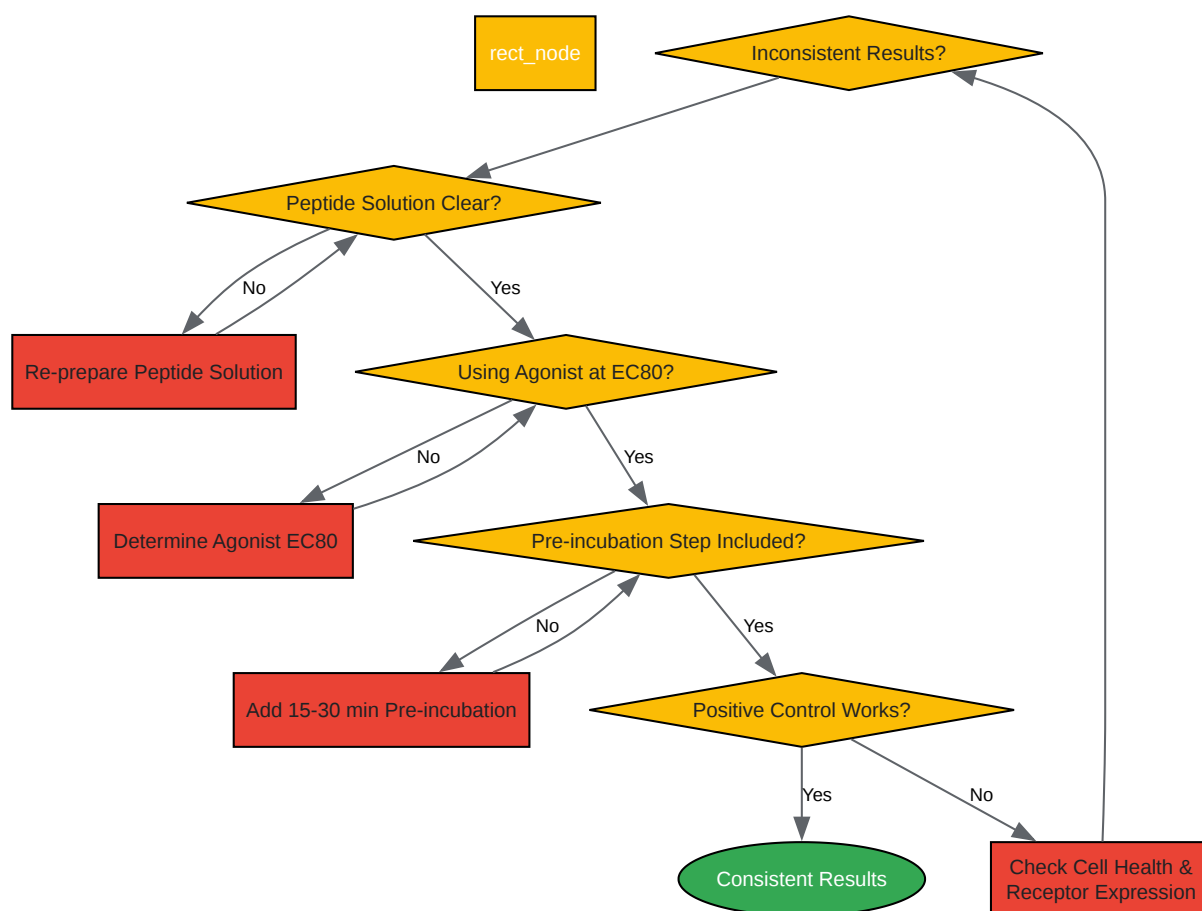 rect_node
Inconsistent Results?
Peptide Solution Clear?
No
Yes
Re-prepare Peptide Solution
Using Agonist at EC80?
No
Yes
Determine Agonist EC80
Pre-incubation Step Included?
No
Yes
Add 15-30 min Pre-incubation
Positive Control Works?
Yes
No
Consistent Results
Check Cell Health &
Receptor Expression